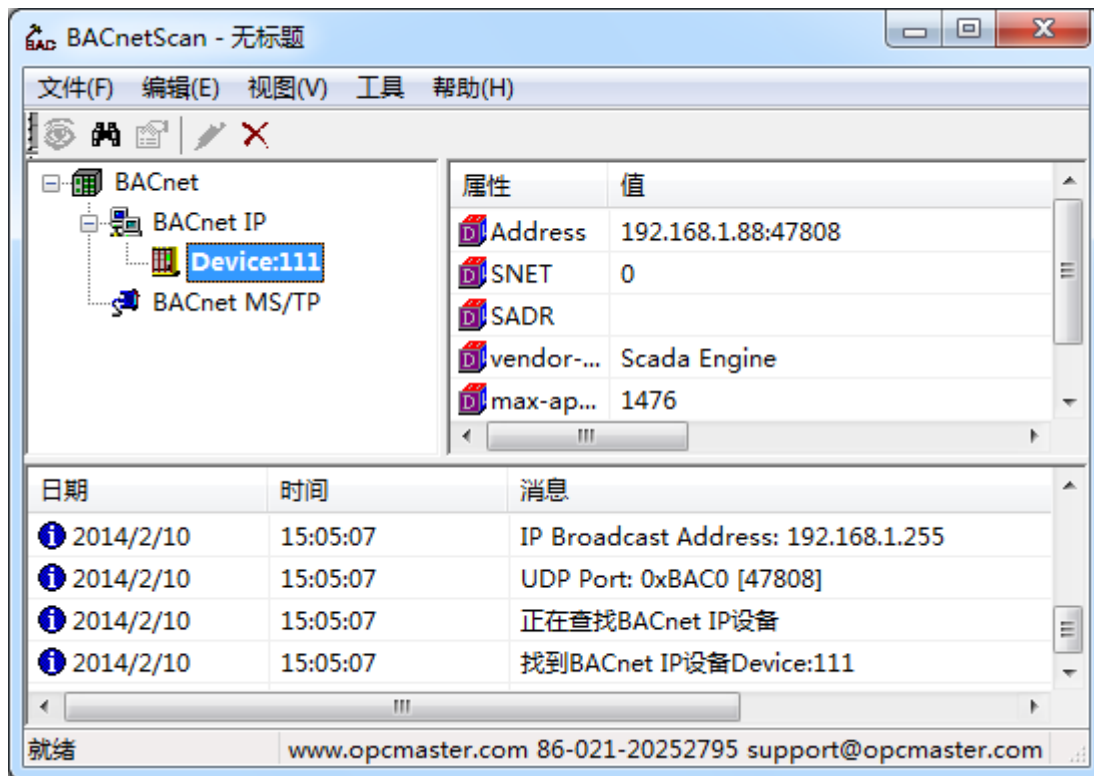 BACnetScan - 无标题
文件(F) 编辑(E) 视图(V) 工具 帮助(H)
BACnet
BACnet IP
Device:111
BACnet MS/TP
属性 值
Address 192.168.1.88:47808
SNET 0
SADR
vendor-... Scada Engine
max-ap... 1476
日期 时间 消息
2014/2/10 15:05:07 IP Broadcast Address: 192.168.1.255
2014/2/10 15:05:07 UDP Port: 0xBAC0 [47808]
2014/2/10 15:05:07 正在查找BACnet IP设备
2014/2/10 15:05:07 找到BACnet IP设备Device:111
就绪 www.opcmaster.com 86-021-20252795 support@opcmaster.com